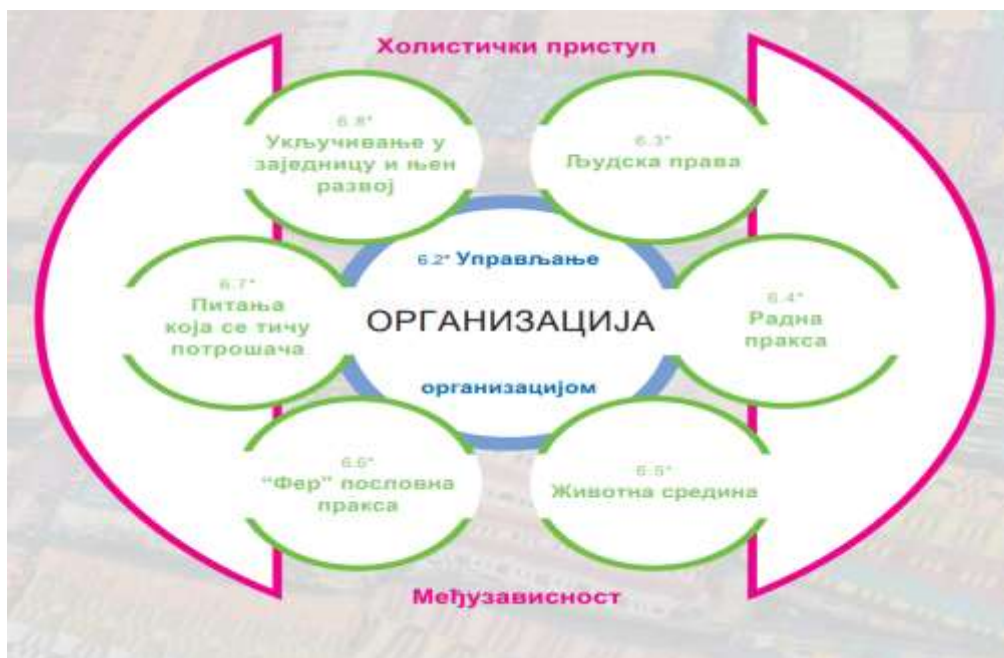 Холистички приступ
6.8*
Укључивање у
заједницу и њен
развој
6.3*
Људска права
6.2* Управљање
ОРГАНИЗАЦИЈА
организацијом
6.7*
Питања
која се тичу
потрошача
6.4*
Радна
пракса
6.6*
“Фер” пословна
пракса
6.5*
Животна средина
Међузависност